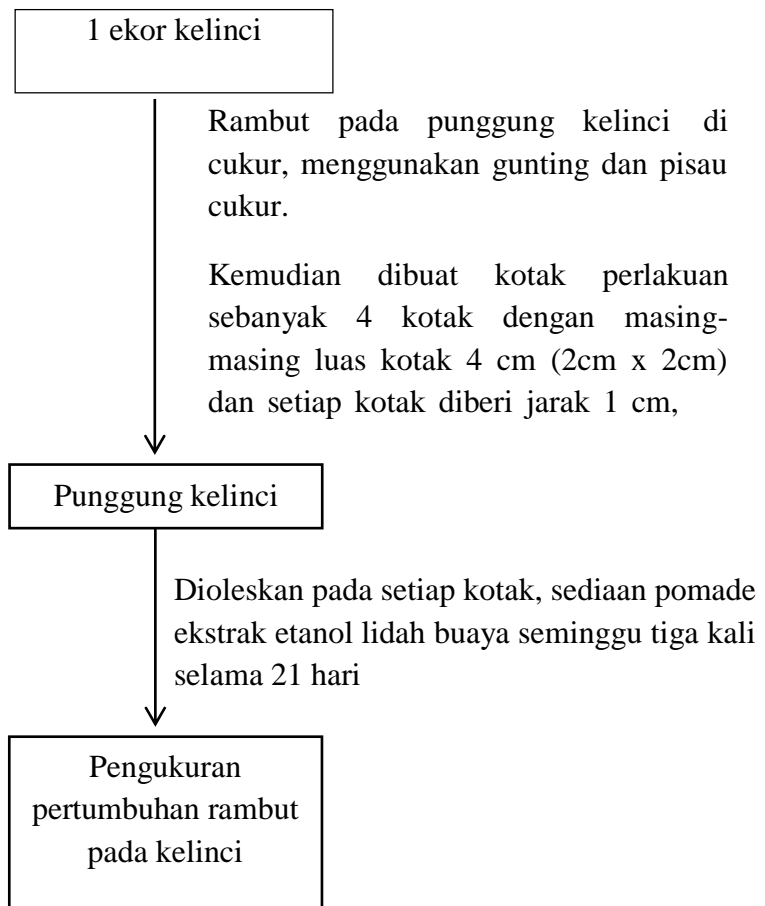 1 ekor kelinci
Rambut pada punggung kelinci di
cukur, menggunakan gunting dan pisau
cukur.
Kemudian dibuat kotak perlakuan
sebanyak 4 kotak dengan masing-
masing luas kotak 4 cm (2cm x 2cm)
dan setiap kotak diberi jarak 1 cm,
Punggung kelinci
Dioleskan pada setiap kotak, sediaan pomade
ekstrak etanol lidah buaya seminggu tiga kali
selama 21 hari
Pengukuran
pertumbuhan rambut
pada kelinci